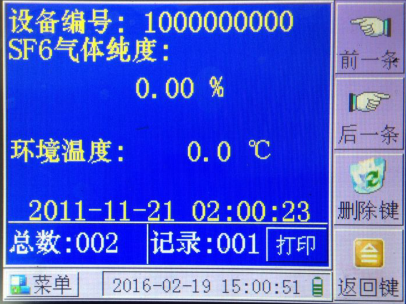 设备编号: 1000000000
SF6气体纯度:
0.00 %
环境温度: 0.0 ℃
2011-11-21 02:00:23
总数:002 记录:001 打印
菜单 2016-02-19 15:00:51
前一条
后一条
删除键
返回键